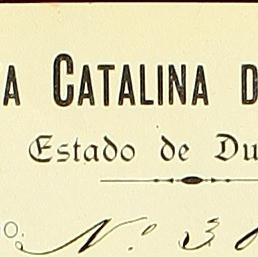 A CATALINA D
Estado de Du
NO. N.º 3